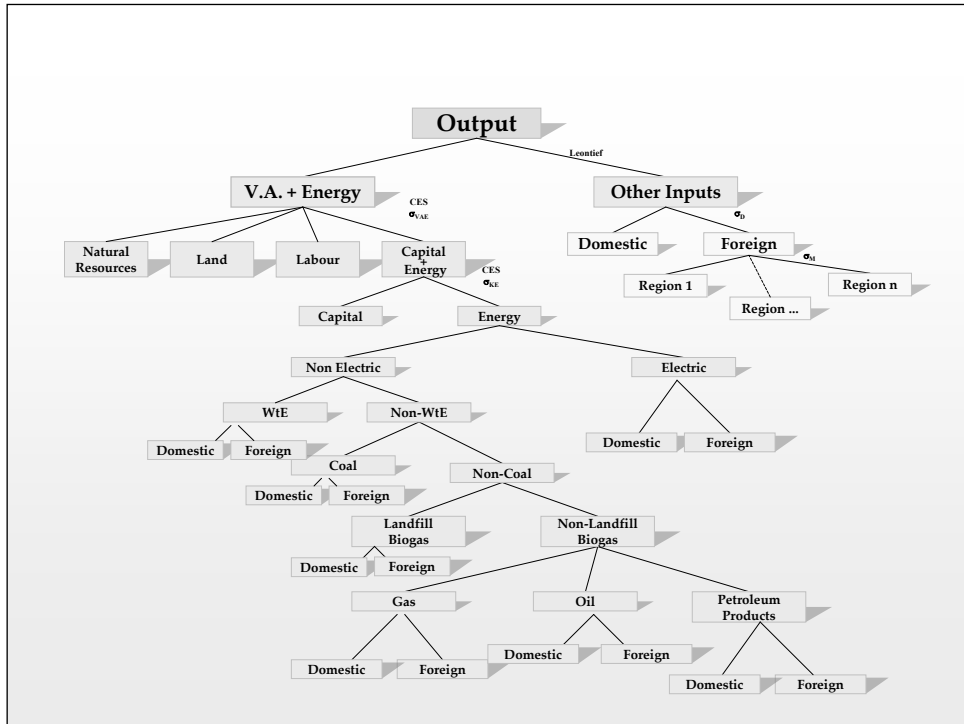 Output
Leontief
V.A. + Energy
Other Inputs
CES
σVAE
σD
Natural
Resources
Land
Labour
Capital
+
Energy
Domestic
Foreign
CES
σKE
σM
Region 1
Region ...
Region n
Capital
Energy
Non Electric
Electric
WtE
Non-WtE
Domestic
Foreign
Domestic
Foreign
Coal
Non-Coal
Domestic
Foreign
Landfill
Biogas
Non-Landfill
Biogas
Domestic
Foreign
Gas
Oil
Petroleum
Products
Domestic
Foreign
Domestic
Foreign
Domestic
Foreign